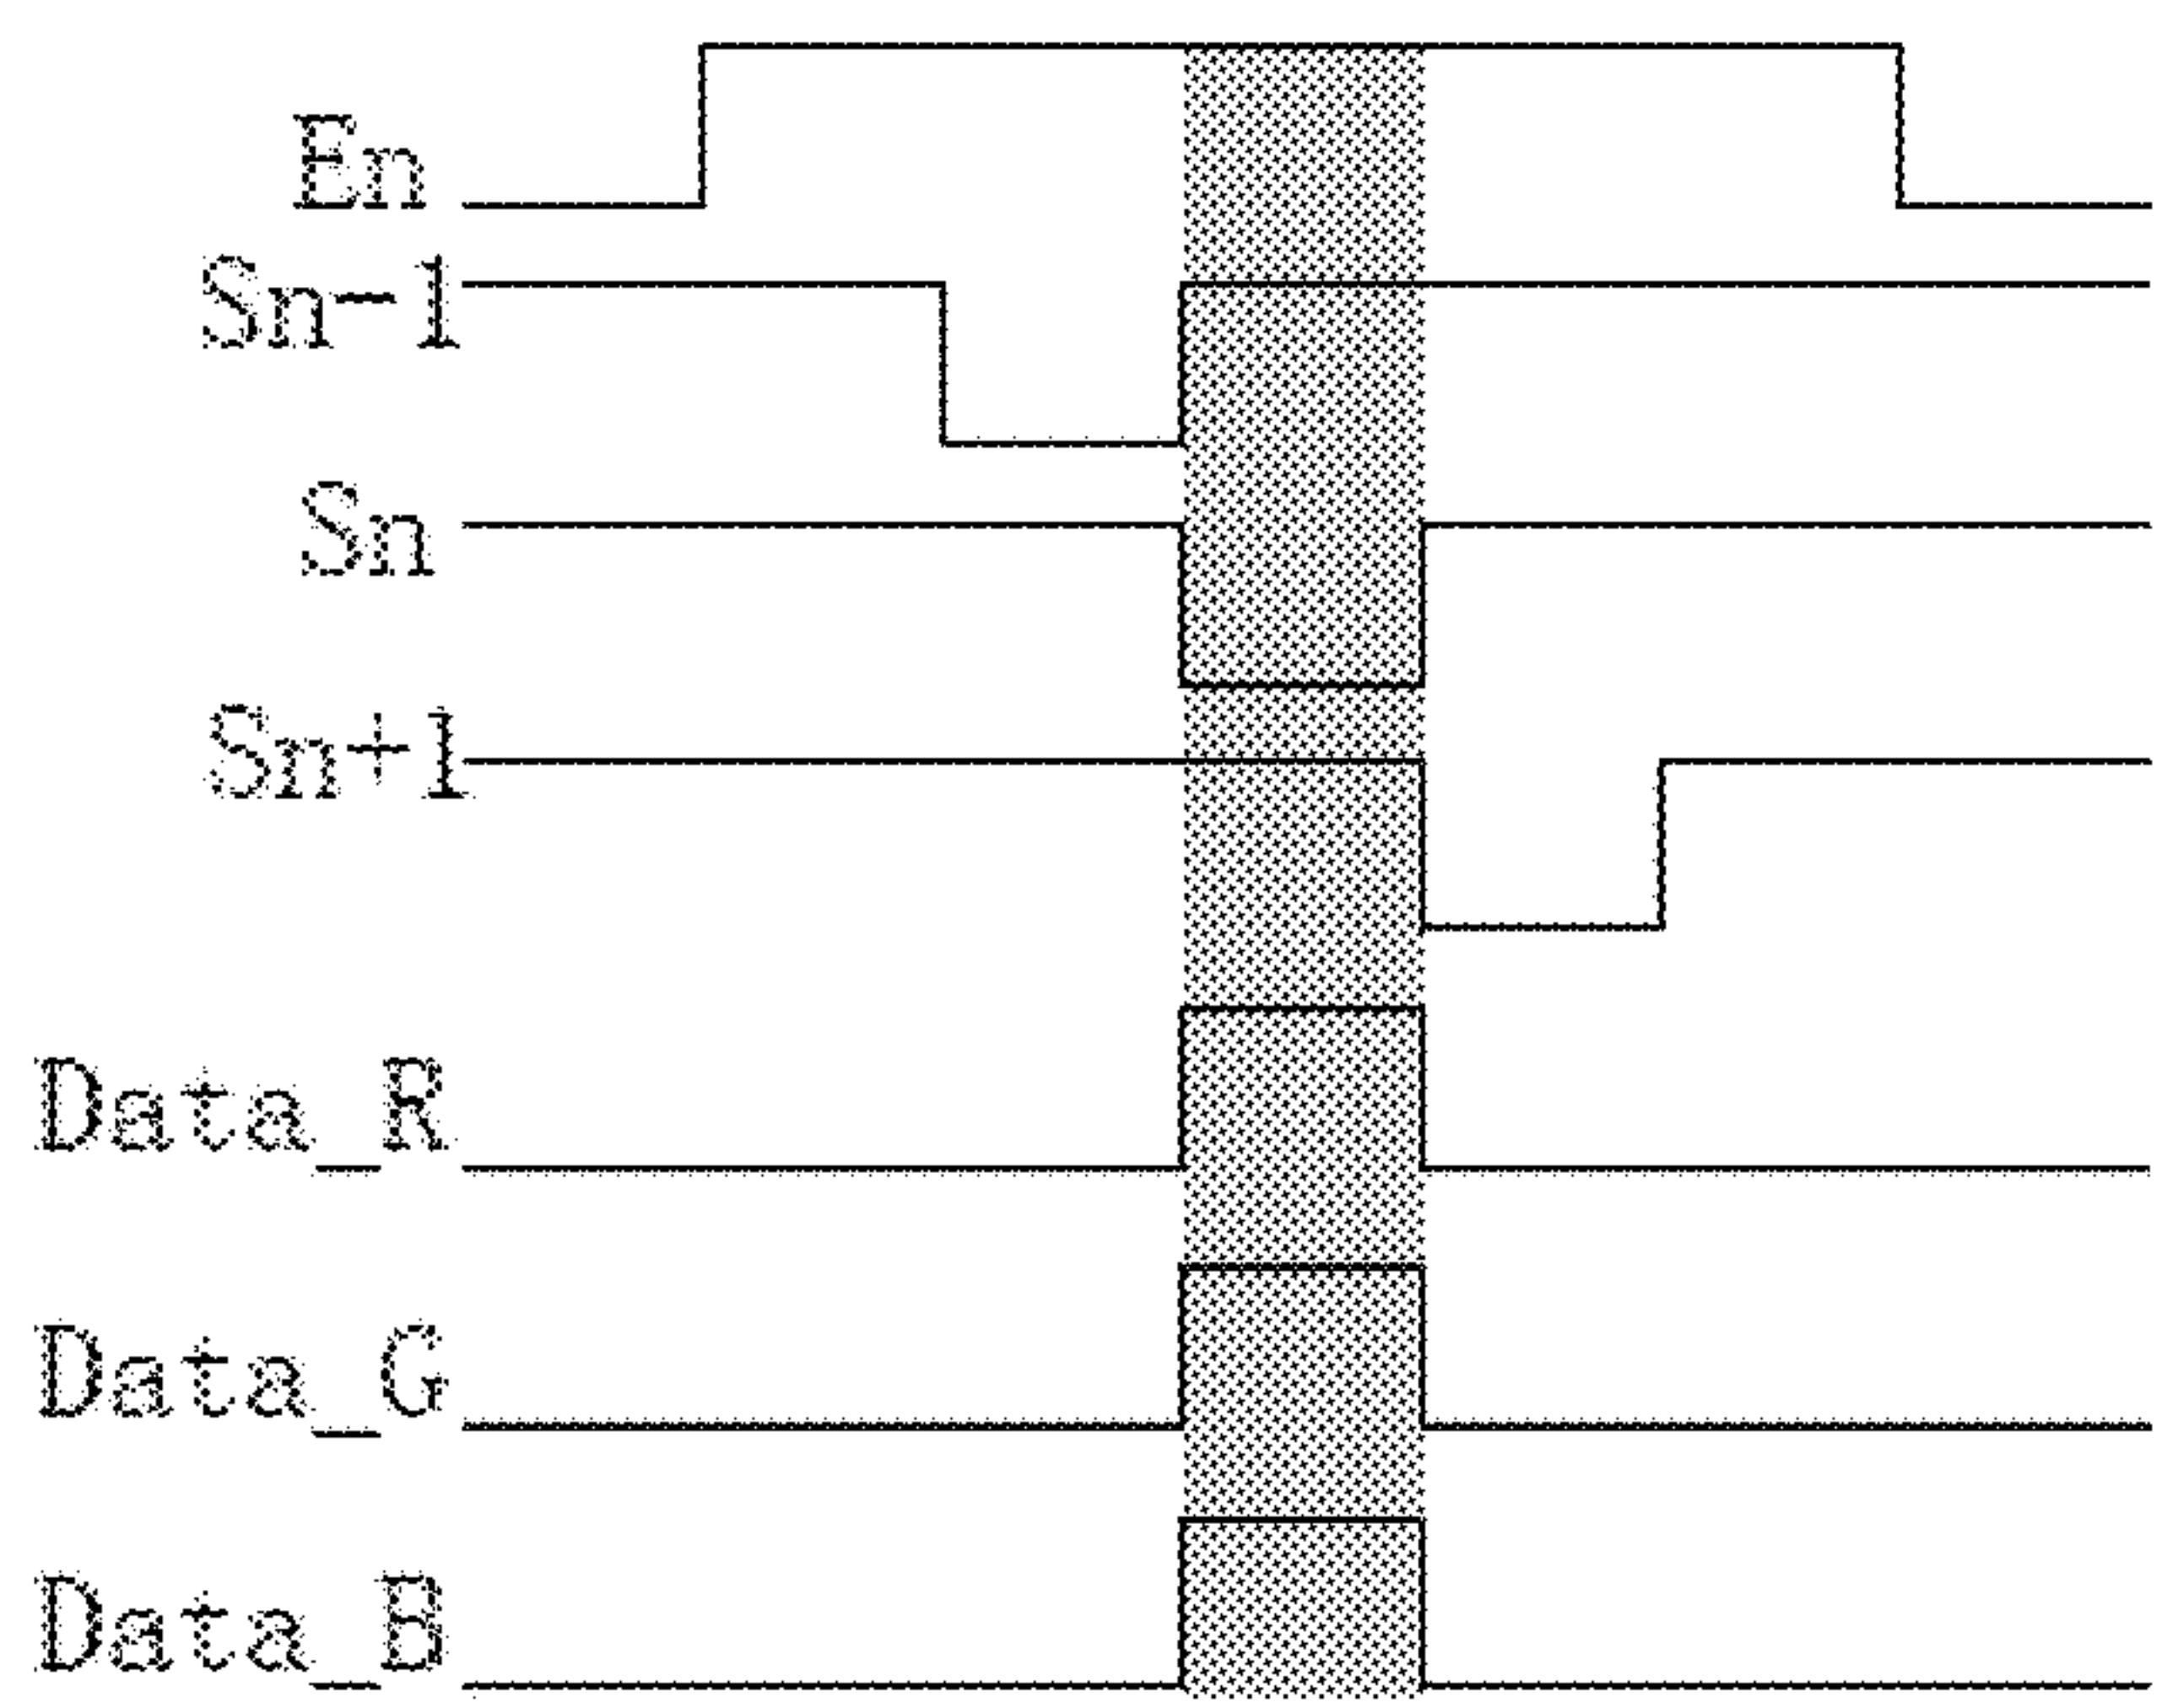 En
Sn-1
Sn
Sn+1
Data_R
Data_G
Data_B